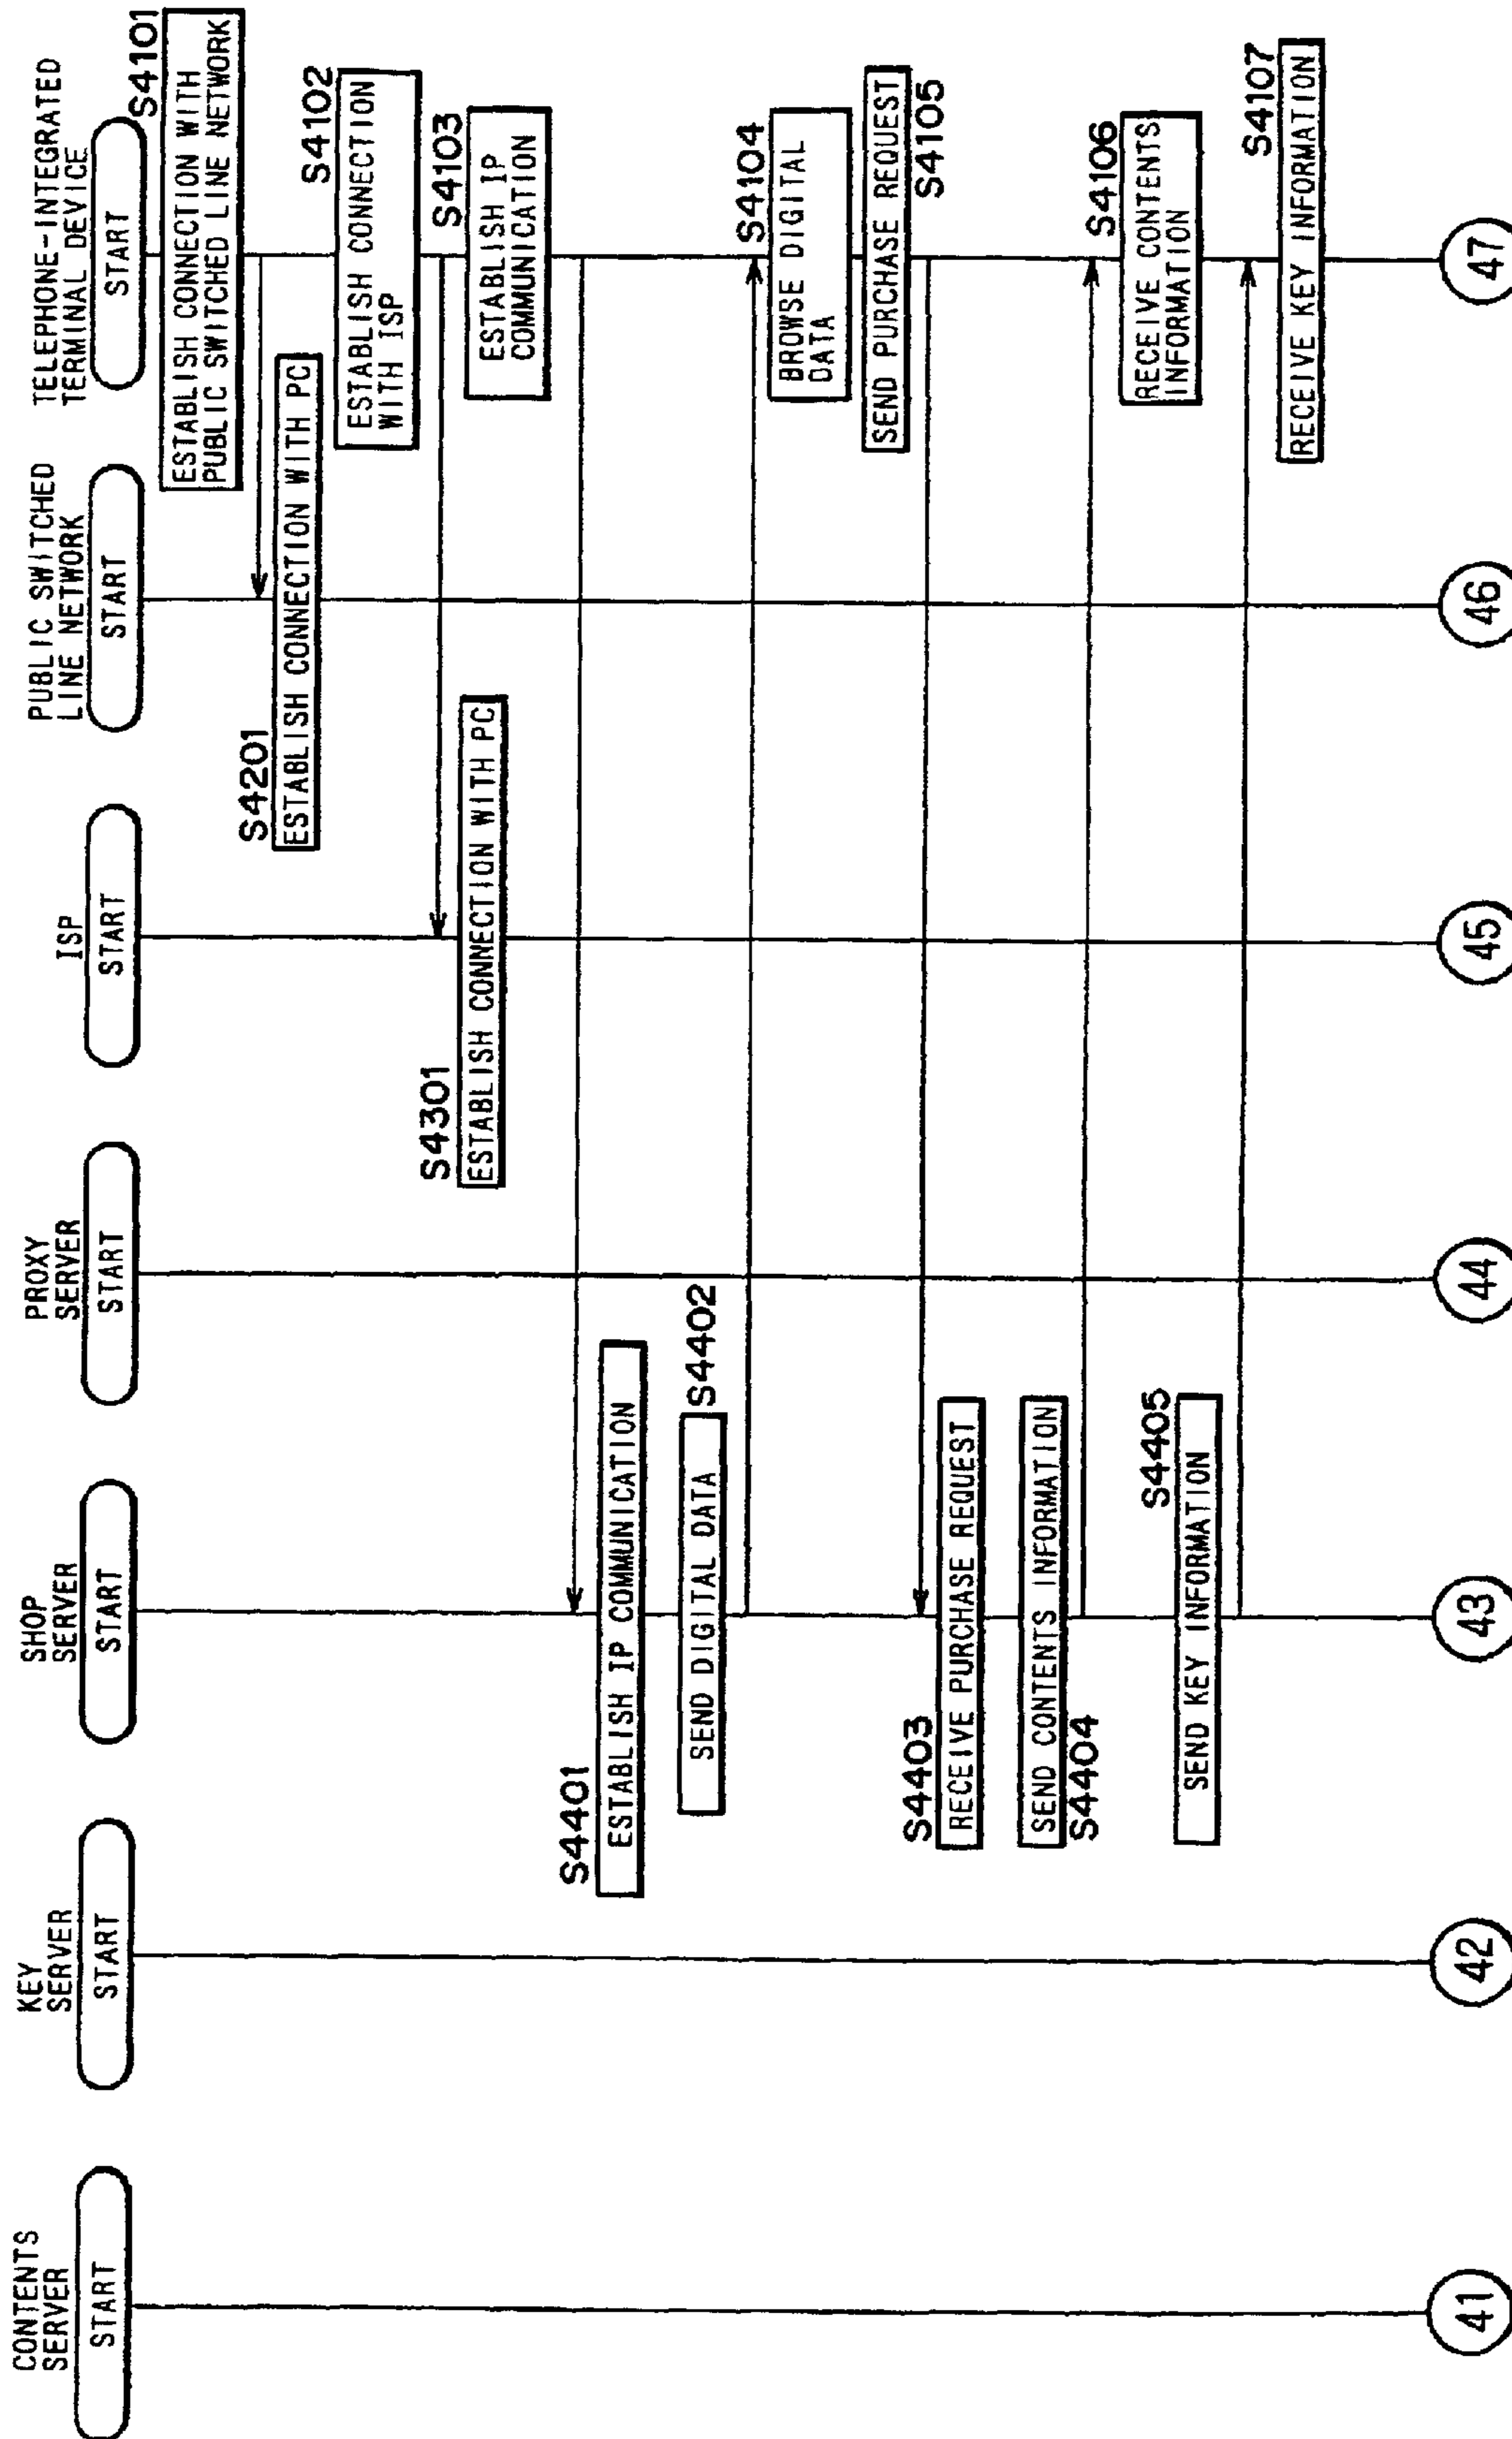 CONTENTS
SERVER
START
KEY
SERVER
START
SHOP
SERVER
START
PROXY
SERVER
START
ISP
START
PUBLIC SWITCHED
LINE NETWORK
START
TELEPHONE-INTEGRATED
TERMINAL DEVICE
START
S4101
ESTABLISH CONNECTION WITH
PUBLIC SWITCHED LINE NETWORK
S4201
ESTABLISH CONNECTION WITH PC
S4102
ESTABLISH CONNECTION
WITH ISP
S4301
ESTABLISH CONNECTION WITH PC
S4103
ESTABLISH IP
COMMUNICATION
S4401
ESTABLISH IP COMMUNICATION
SEND DIGITAL DATA
S4402
S4104
BROWSE DIGITAL
DATA
SEND PURCHASE REQUEST
S4105
S4403
RECEIVE PURCHASE REQUEST
SEND CONTENTS INFORMATION
S4404
S4106
RECEIVE CONTENTS
INFORMATION
S4405
SEND KEY INFORMATION
S4107
RECEIVE KEY INFORMATION
41
42
43
44
45
46
47